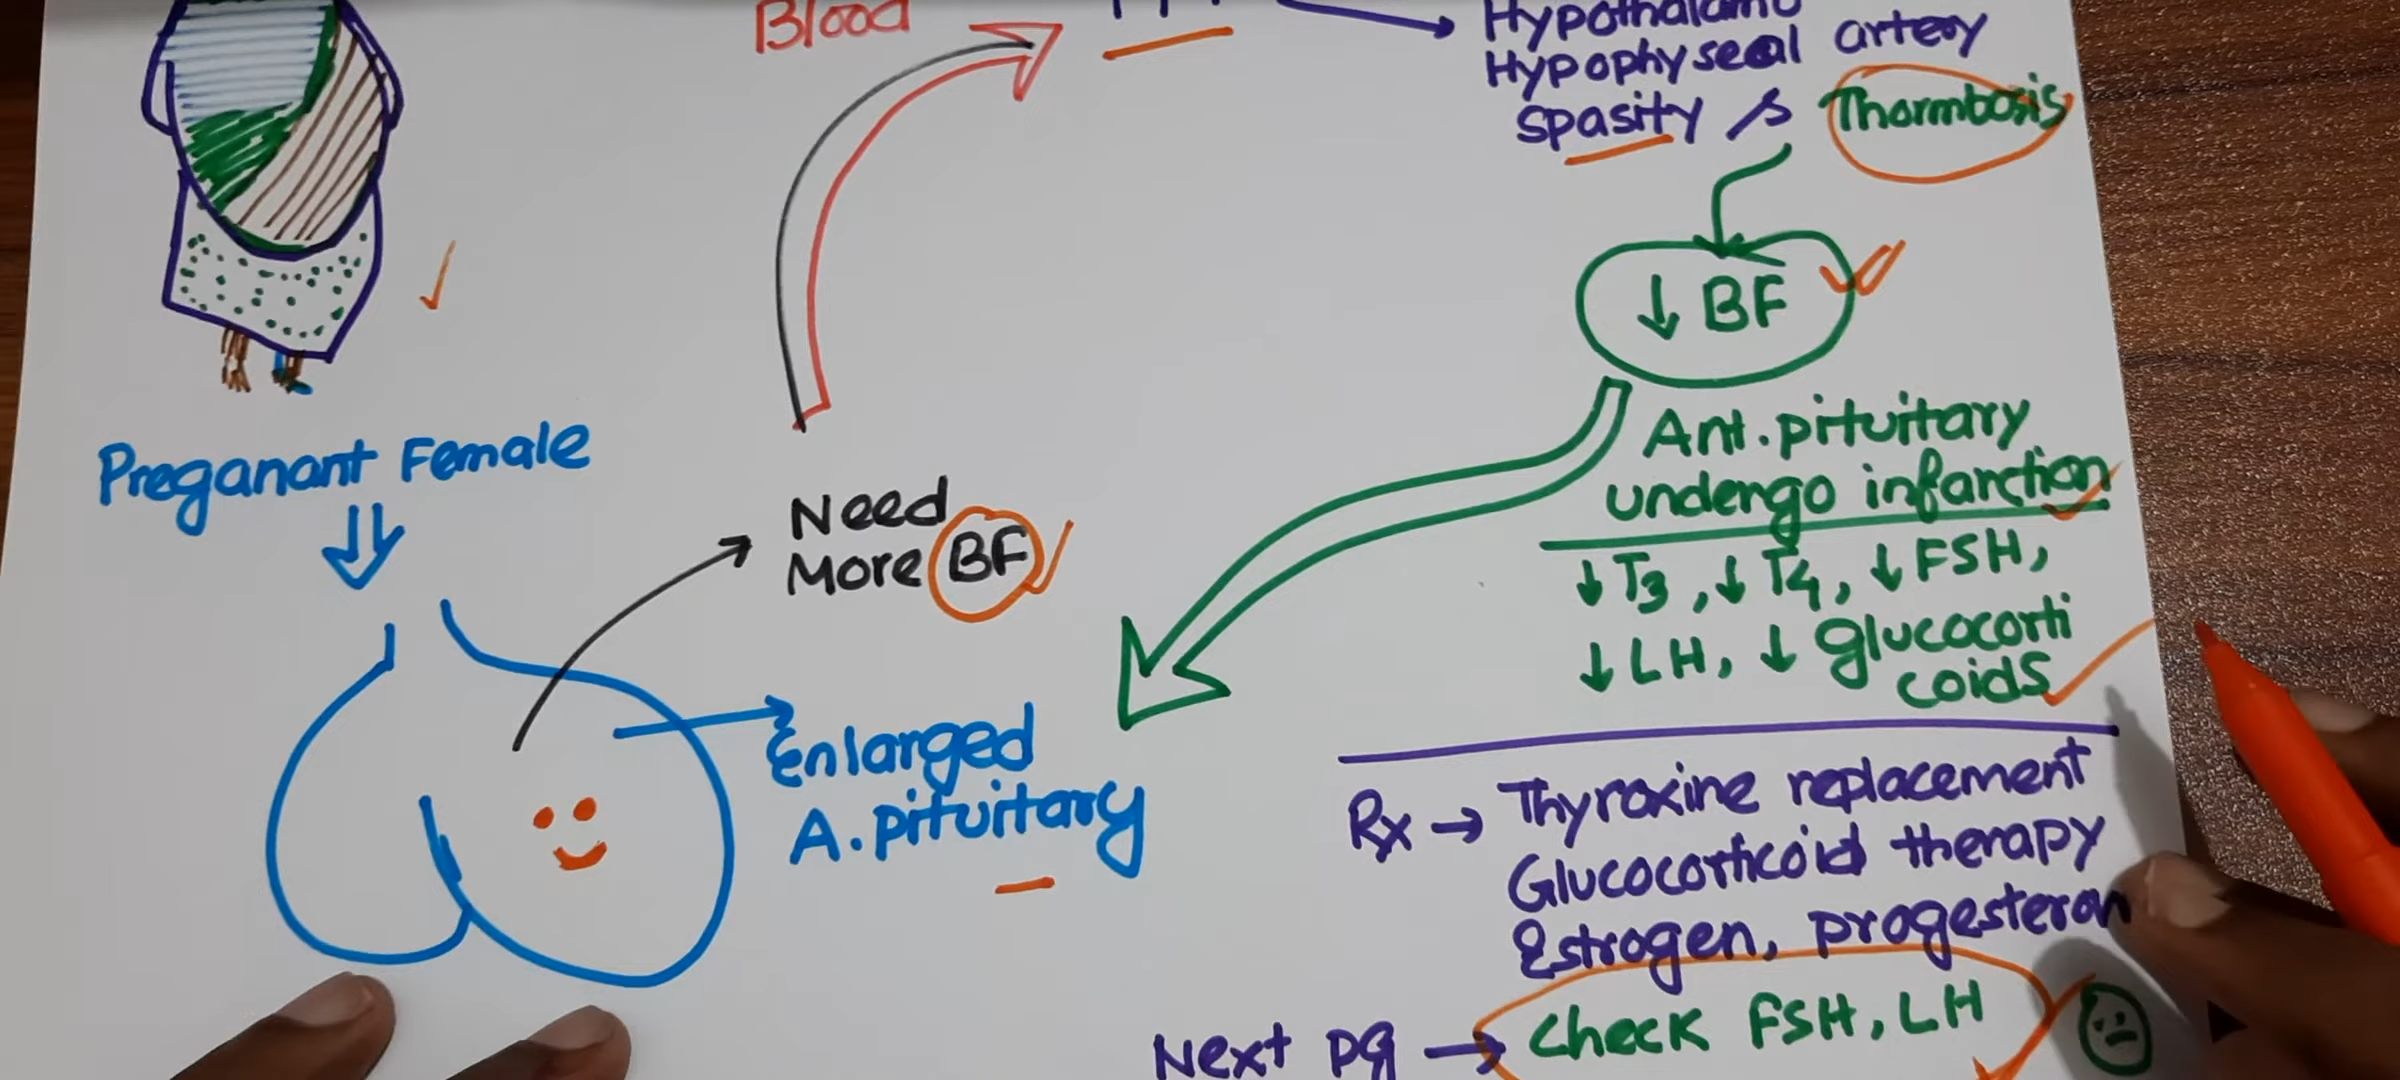 Blood
Hypothalamo
Hypophyseal artery
Spasity
Thormbosis
↓ BF
Ant. pituitary
undergo infarction
↓ T3, ↓ T4, ↓ FSH,
↓ LH, ↓ glucocorti
coids
Preganant Female
Need
More BF
Enlarged
A. pituitary
Rx → Thyroxine replacement
Glucocorticoid therapy
Estrogen, progesteron
Next pg → Check FSH, LH